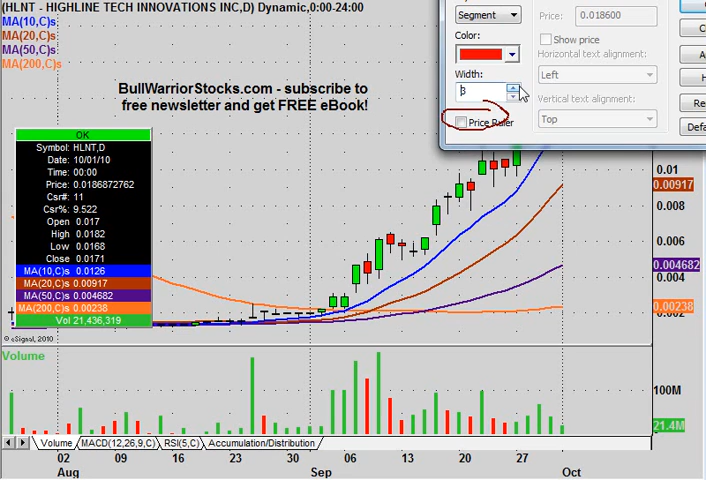 (HLNT - HIGHLINE TECH INNOVATIONS INC,D) Dynamic,0:00-24:00
MA(10,C)s
MA(20,C)s
MA(50,C)s
MA(200,C)s
BullWarriorStocks.com - subscribe to
free newsletter and get FREE eBook!
Segment
Price: 0.018600
Color:
Show price
Horizontal text alignment:
Width:
Left
3
Vertical text alignment:
Price Ruler
Top
Re
Defa
OK
Symbol: HLNT,D
Date: 10/01/10
Time: 00:00
Price: 0.0186872762
Csr#: 11
Csr%: 9.522
Open 0.017
High 0.0182
Low 0.0168
Close 0.0171
MA(10,C)s 0.0126
MA(20,C)s 0.00917
MA(50,C)s 0.004682
MA(200,C)s 0.00238
Vol 21,436,319
0.01
0.00917
0.008
0.006
0.004682
0.004
0.00238
0.002
© eSignal, 2010
Volume
100M
21.4M
Volume MACD(12,26,9,C) RSI(5,C) Accumulation/Distribution
02 09 16 23 30 06 13 20 27
Aug Sep Oct